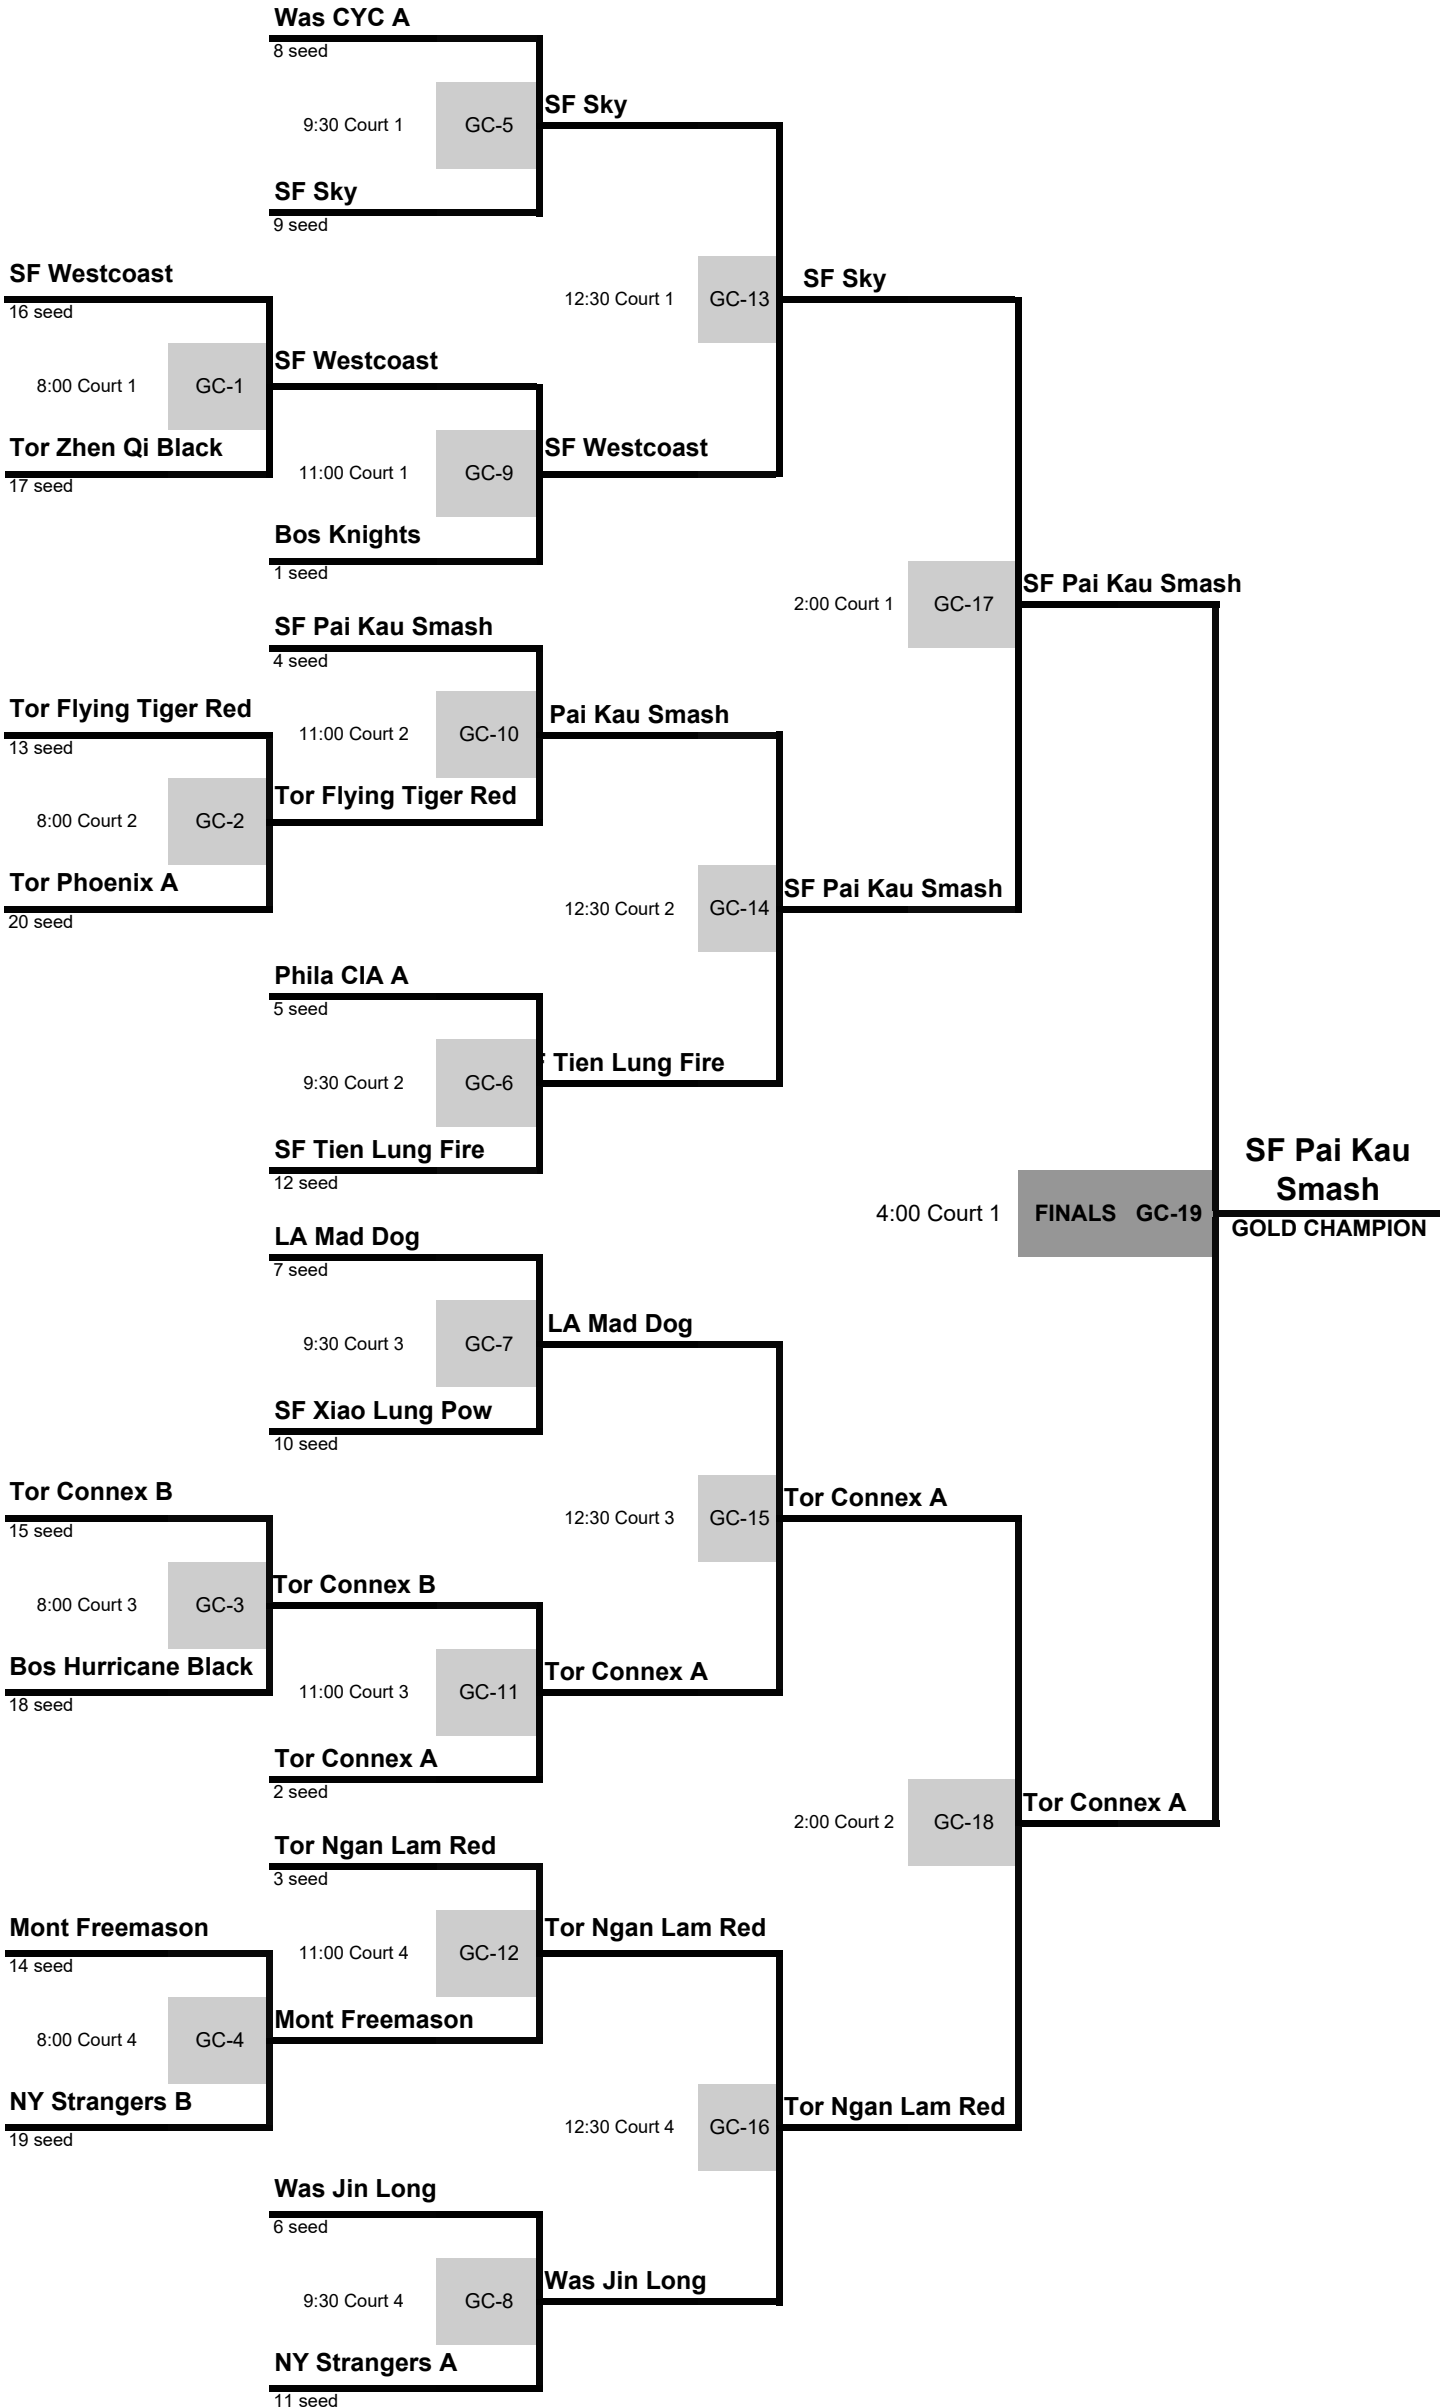 Was CYC A
8 seed
9:30 Court 1 GC-5
SF Sky
SF Sky
9 seed
SF Westcoast
16 seed
8:00 Court 1 GC-1
SF Westcoast
Tor Zhen Qi Black
17 seed
11:00 Court 1 GC-9
SF Westcoast
Bos Knights
1 seed
12:30 Court 1 GC-13
SF Sky
SF Pai Kau Smash
4 seed
Tor Flying Tiger Red
13 seed
11:00 Court 2 GC-10
Pai Kau Smash
8:00 Court 2 GC-2
Tor Flying Tiger Red
Tor Phoenix A
20 seed
12:30 Court 2 GC-14
SF Pai Kau Smash
2:00 Court 1 GC-17
SF Pai Kau Smash
Phila CIA A
5 seed
9:30 Court 2 GC-6
Tien Lung Fire
SF Tien Lung Fire
12 seed
4:00 Court 1 FINALS GC-19
SF Pai Kau
Smash
GOLD CHAMPION
LA Mad Dog
7 seed
9:30 Court 3 GC-7
LA Mad Dog
SF Xiao Lung Pow
10 seed
12:30 Court 3 GC-15
Tor Connex A
Tor Connex B
15 seed
8:00 Court 3 GC-3
Tor Connex B
Bos Hurricane Black
18 seed
11:00 Court 3 GC-11
Tor Connex A
Tor Connex A
2 seed
2:00 Court 2 GC-18
Tor Connex A
Tor Ngan Lam Red
3 seed
Mont Freemason
14 seed
11:00 Court 4 GC-12
Tor Ngan Lam Red
8:00 Court 4 GC-4
Mont Freemason
NY Strangers B
19 seed
12:30 Court 4 GC-16
Tor Ngan Lam Red
Was Jin Long
6 seed
9:30 Court 4 GC-8
Was Jin Long
NY Strangers A
11 seed